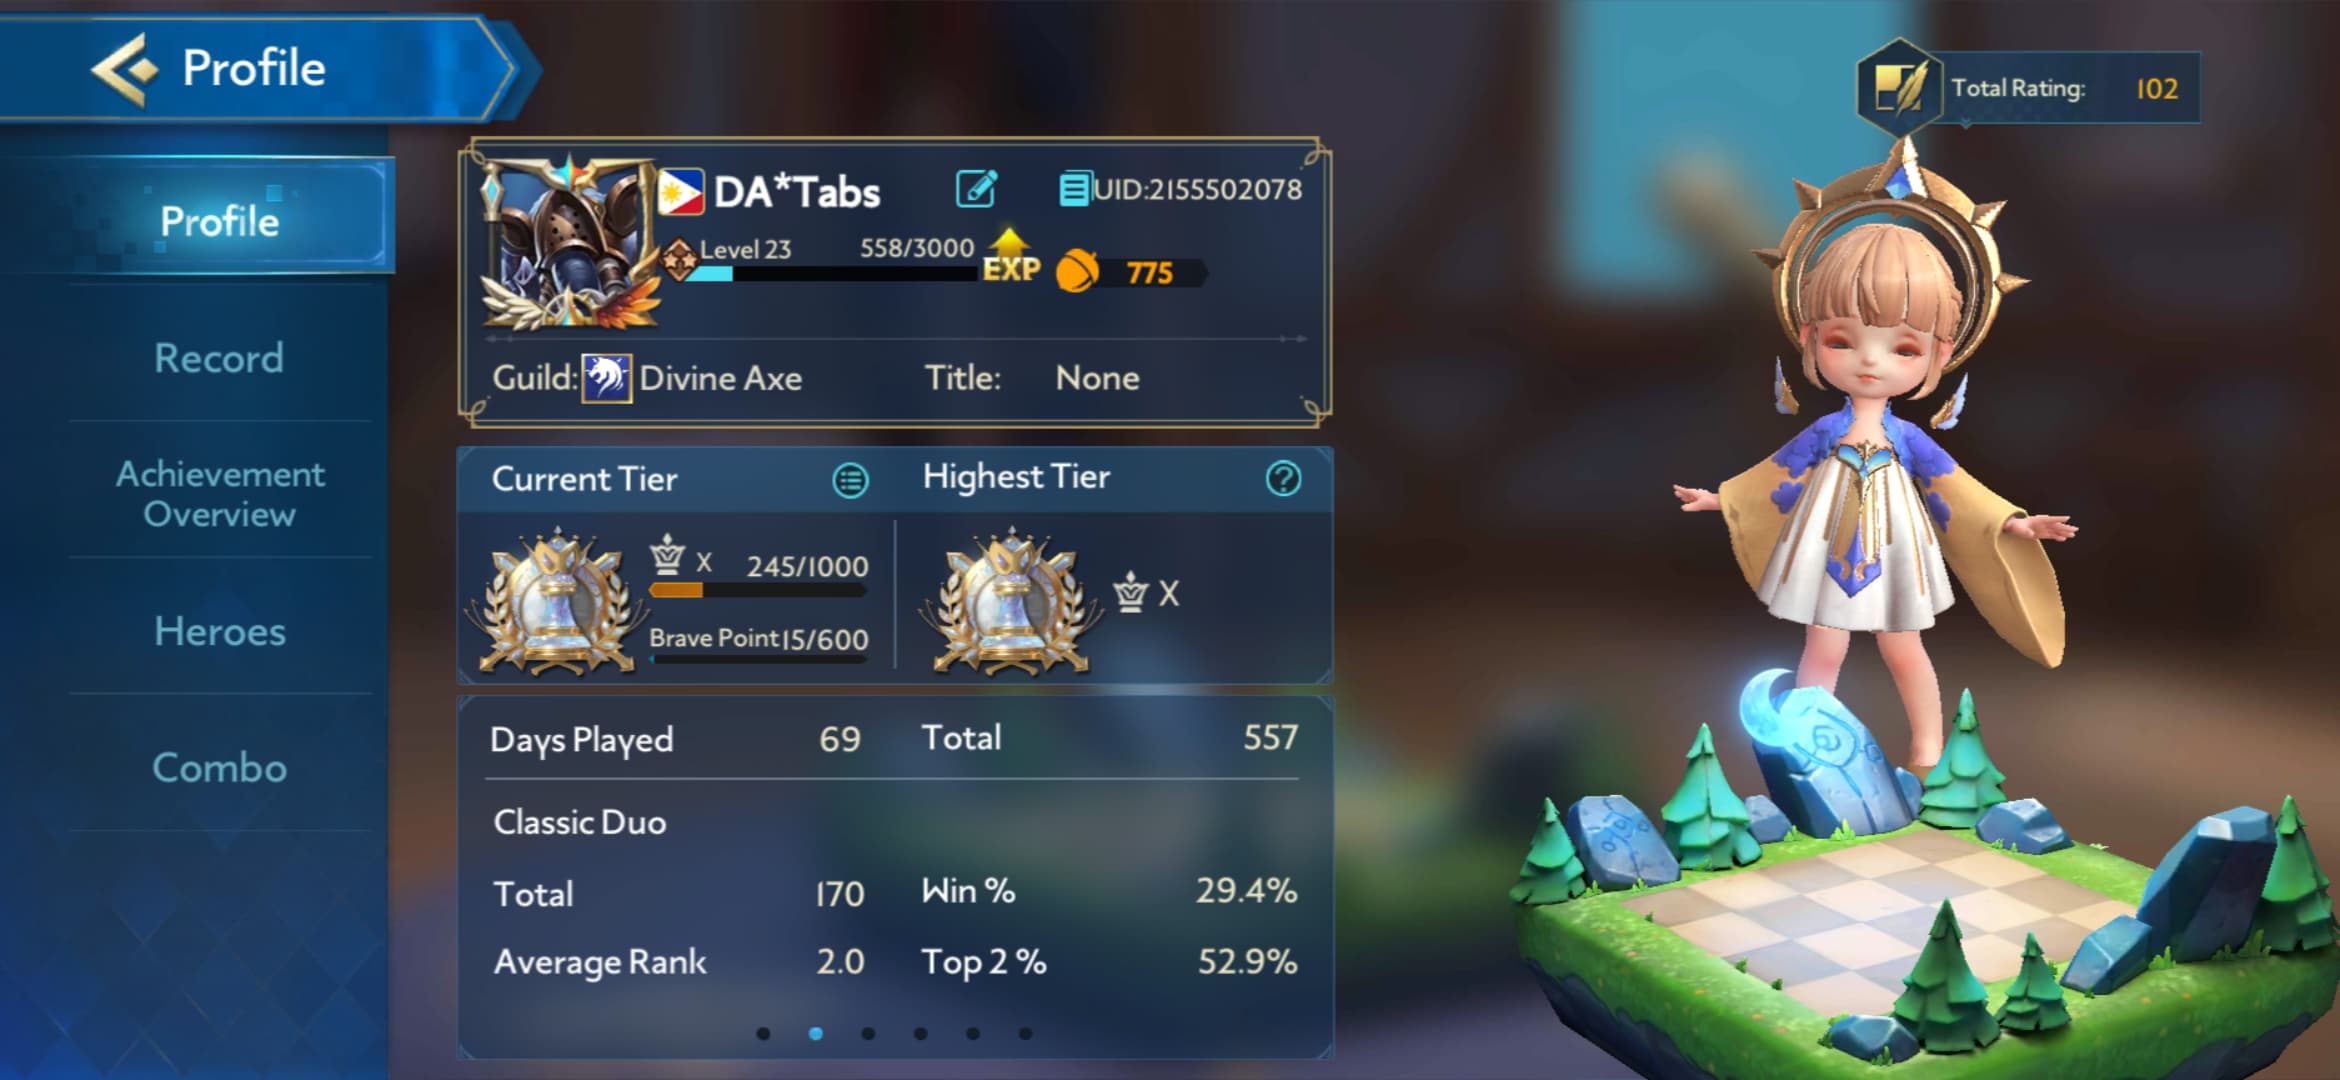 Profile
Total Rating: 102
Profile
Record
Achievement
Overview
Heroes
Combo
DA*Tabs
UID:2155502078
Level 23 558/3000 EXP 775
Guild: Divine Axe Title: None
Current Tier
Highest Tier
X 245/1000
Brave Point 15/600
X
Days Played 69 Total 557
Classic Duo
Total 170 Win % 29.4%
Average Rank 2.0 Top 2 % 52.9%